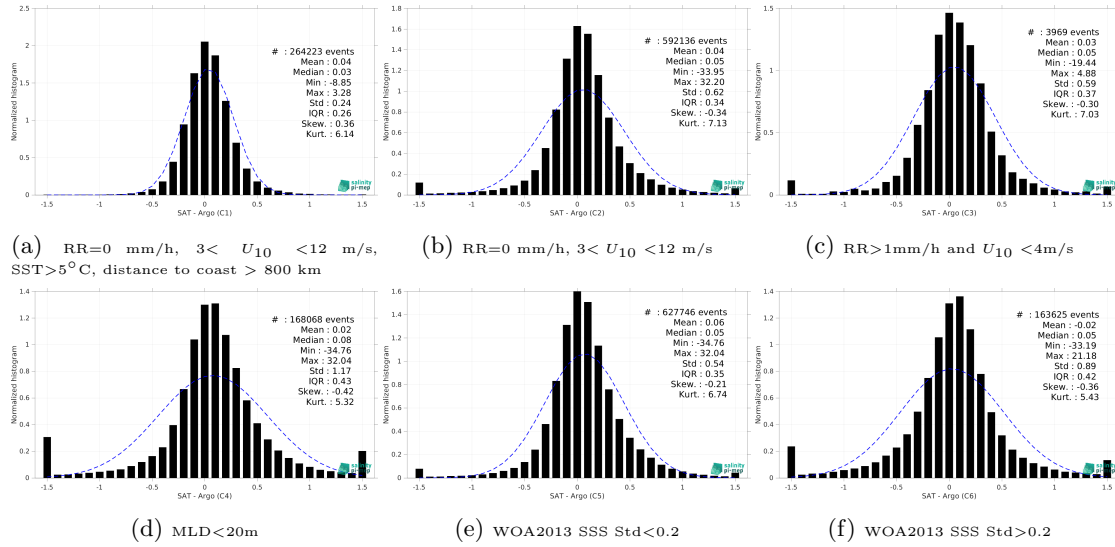 # : 264223 events
Mean : 0.04
Median : 0.03
Min : -8.85
Max : 3.28
Std : 0.24
IQR : 0.26
Skew. : 0.36
Kurt. : 6.14
Normalized histogram
2.5
2
1.5
1
0.5
0
-1.5 -1 -0.5 0 0.5 1 1.5
SAT - Argo (C1)
salinity
pi-mep
(a) RR=0 mm/h, 3< U10 <12 m/s,
SST>5°C, distance to coast > 800 km
# : 592136 events
Mean : 0.04
Median : 0.05
Min : -33.95
Max : 32.20
Std : 0.62
IQR : 0.34
Skew. : -0.34
Kurt. : 7.13
Normalized histogram
1.8
1.6
1.4
1.2
1
0.8
0.6
0.4
0.2
0
-1.5 -1 -0.5 0 0.5 1 1.5
SAT - Argo (C2)
salinity
pi-mep
(b) RR=0 mm/h, 3< U10 <12 m/s
# : 3969 events
Mean : 0.03
Median : 0.05
Min : -19.44
Max : 4.88
Std : 0.59
IQR : 0.37
Skew. : -0.30
Kurt. : 7.03
Normalized histogram
1.5
1
0.5
0
-1.5 -1 -0.5 0 0.5 1 1.5
SAT - Argo (C3)
salinity
pi-mep
(c) RR>1mm/h and U10 <4m/s
# : 168068 events
Mean : 0.02
Median : 0.08
Min : -34.76
Max : 32.04
Std : 1.17
IQR : 0.43
Skew. : -0.42
Kurt. : 5.32
Normalized histogram
1.4
1.2
1
0.8
0.6
0.4
0.2
0
-1.5 -1 -0.5 0 0.5 1 1.5
SAT - Argo (C4)
salinity
pi-mep
(d) MLD<20m
# : 627746 events
Mean : 0.06
Median : 0.05
Min : -34.76
Max : 32.04
Std : 0.54
IQR : 0.35
Skew. : -0.21
Kurt. : 6.74
Normalized histogram
1.6
1.4
1.2
1
0.8
0.6
0.4
0.2
0
-1.5 -1 -0.5 0 0.5 1 1.5
SAT - Argo (C5)
salinity
pi-mep
(e) WOA2013 SSS Std<0.2
# : 163625 events
Mean : -0.02
Median : 0.05
Min : -33.19
Max : 21.18
Std : 0.89
IQR : 0.42
Skew. : -0.36
Kurt. : 5.43
Normalized histogram
1.4
1.2
1
0.8
0.6
0.4
0.2
0
-1.5 -1 -0.5 0 0.5 1 1.5
SAT - Argo (C6)
salinity
pi-mep
(f) WOA2013 SSS Std>0.2